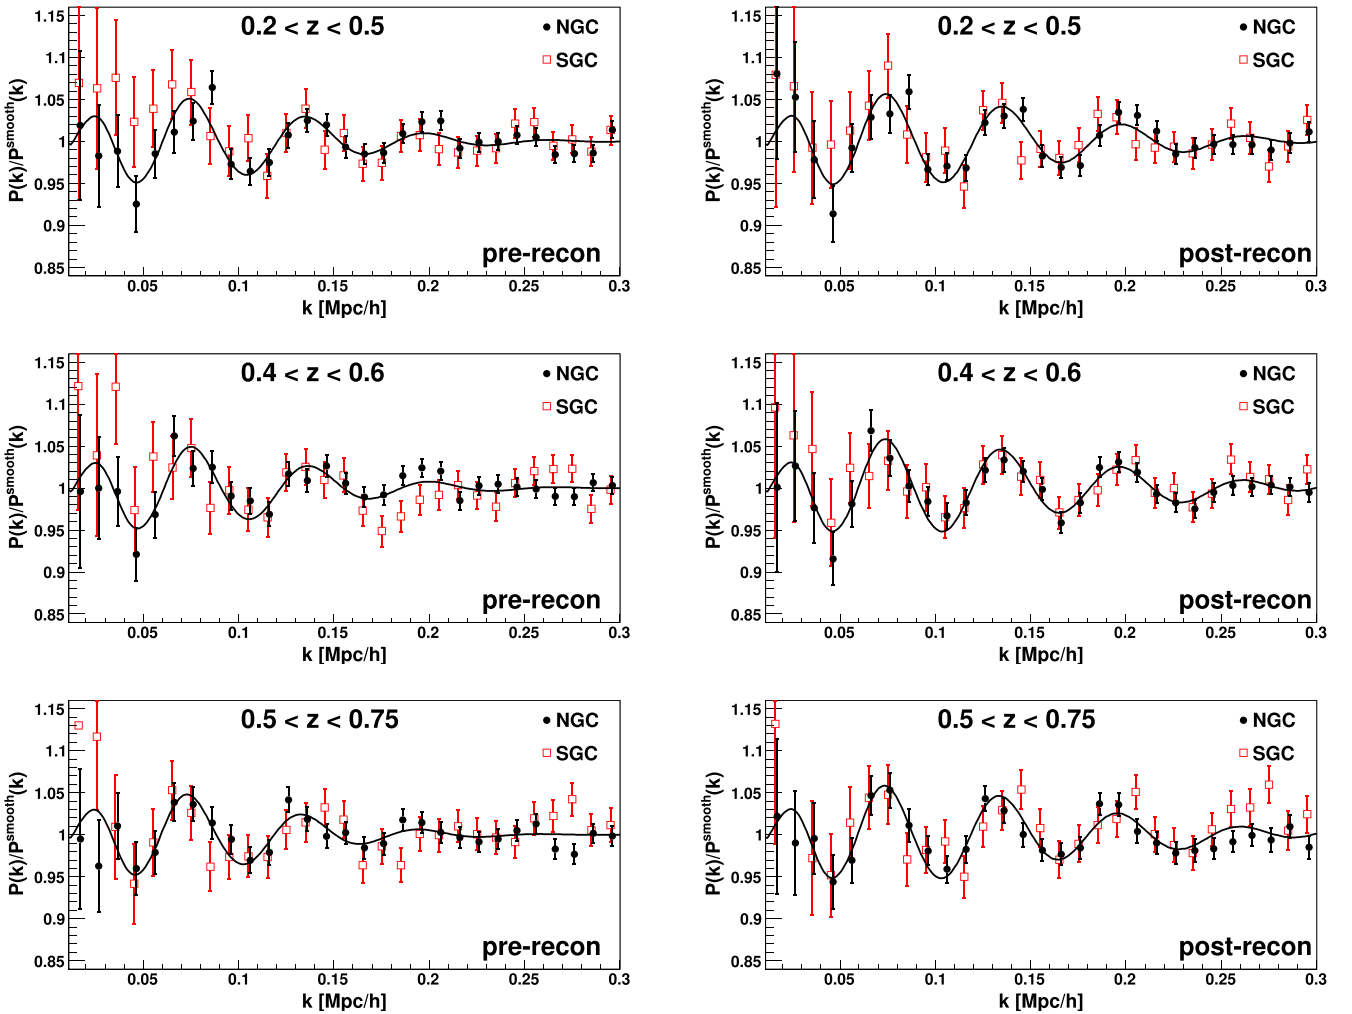 0.2 < z < 0.5
NGC
SGC
P(k)/P^smooth(k)
1.15
1.1
1.05
1
0.95
0.9
0.85
pre-recon
0.05
0.1
0.15
0.2
0.25
0.3
k [Mpc/h]
0.2 < z < 0.5
NGC
SGC
P(k)/P^smooth(k)
1.15
1.1
1.05
1
0.95
0.9
0.85
post-recon
0.05
0.1
0.15
0.2
0.25
0.3
k [Mpc/h]
0.4 < z < 0.6
NGC
SGC
P(k)/P^smooth(k)
1.15
1.1
1.05
1
0.95
0.9
0.85
pre-recon
0.05
0.1
0.15
0.2
0.25
0.3
k [Mpc/h]
0.4 < z < 0.6
NGC
SGC
P(k)/P^smooth(k)
1.15
1.1
1.05
1
0.95
0.9
0.85
post-recon
0.05
0.1
0.15
0.2
0.25
0.3
k [Mpc/h]
0.5 < z < 0.75
NGC
SGC
P(k)/P^smooth(k)
1.15
1.1
1.05
1
0.95
0.9
0.85
pre-recon
0.05
0.1
0.15
0.2
0.25
0.3
k [Mpc/h]
0.5 < z < 0.75
NGC
SGC
P(k)/P^smooth(k)
1.15
1.1
1.05
1
0.95
0.9
0.85
post-recon
0.05
0.1
0.15
0.2
0.25
0.3
k [Mpc/h]